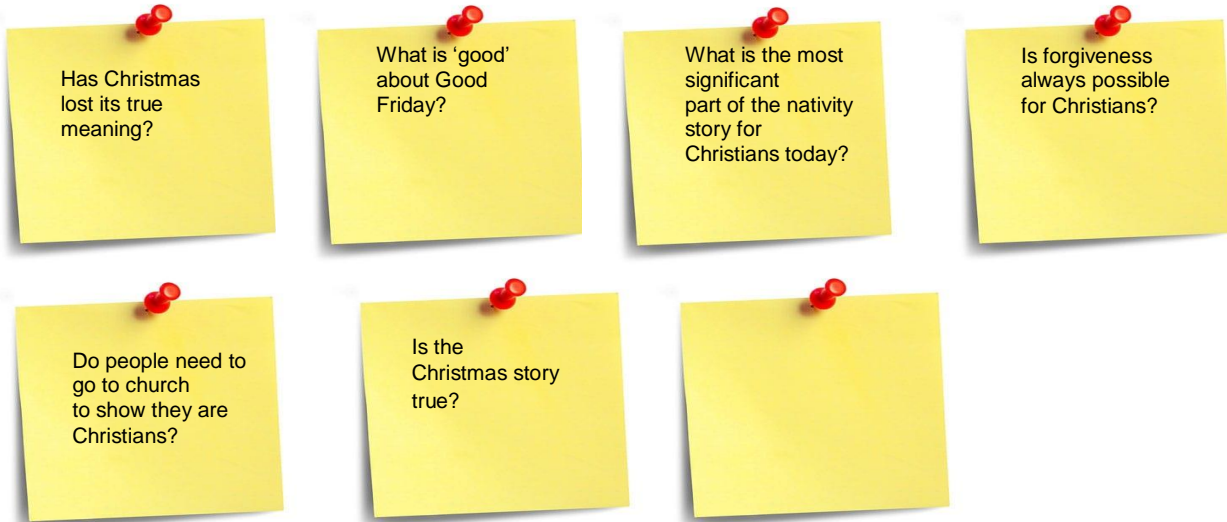 Has Christmas
lost its true
meaning?
What is ‘good’
about Good
Friday?
What is the most
significant
part of the nativity
story for
Christians today?
Is forgiveness
always possible
for Christians?
Do people need to
go to church
to show they are
Christians?
Is the
Christmas story
true?